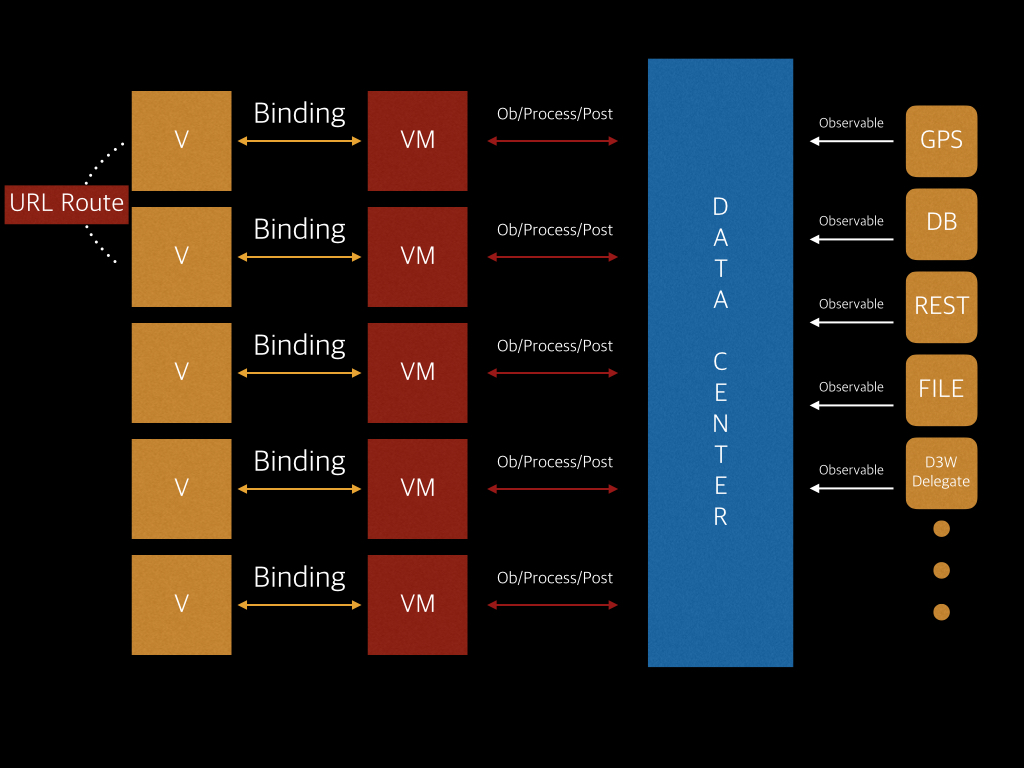 V
Binding
VM
Ob/Process/Post
Observable
GPS
URL Route
V
Binding
VM
Ob/Process/Post
Observable
DB
V
Binding
VM
Ob/Process/Post
Observable
REST
V
Binding
VM
Ob/Process/Post
Observable
FILE
V
Binding
VM
Ob/Process/Post
Observable
D3W
Delegate
D
A
T
A
C
E
N
T
E
R